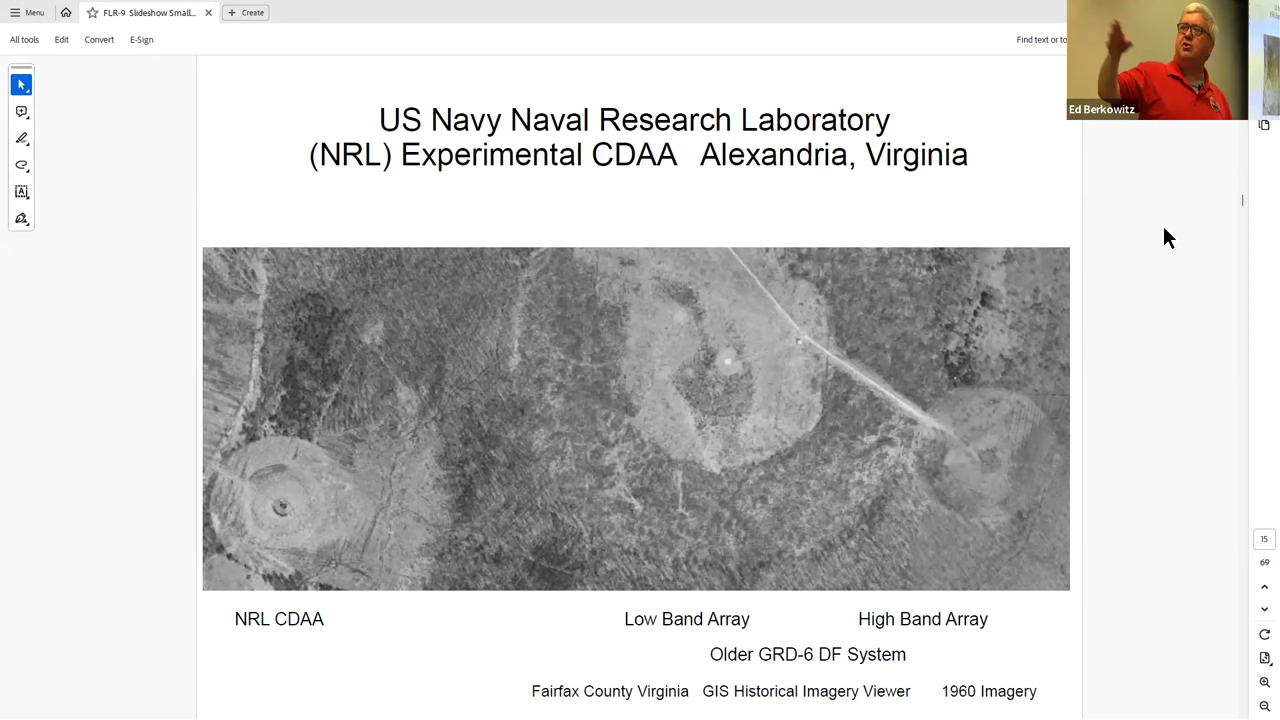 Menu
FLR-9 Slideshow Small...
Create
All tools
Edit
Convert
E-Sign
Find text or to
Ed Berkowitz
US Navy Naval Research Laboratory
(NRL) Experimental CDAA Alexandria, Virginia
NRL CDAA
Low Band Array
High Band Array
Older GRD-6 DF System
Fairfax County Virginia GIS Historical Imagery Viewer 1960 Imagery
15
69